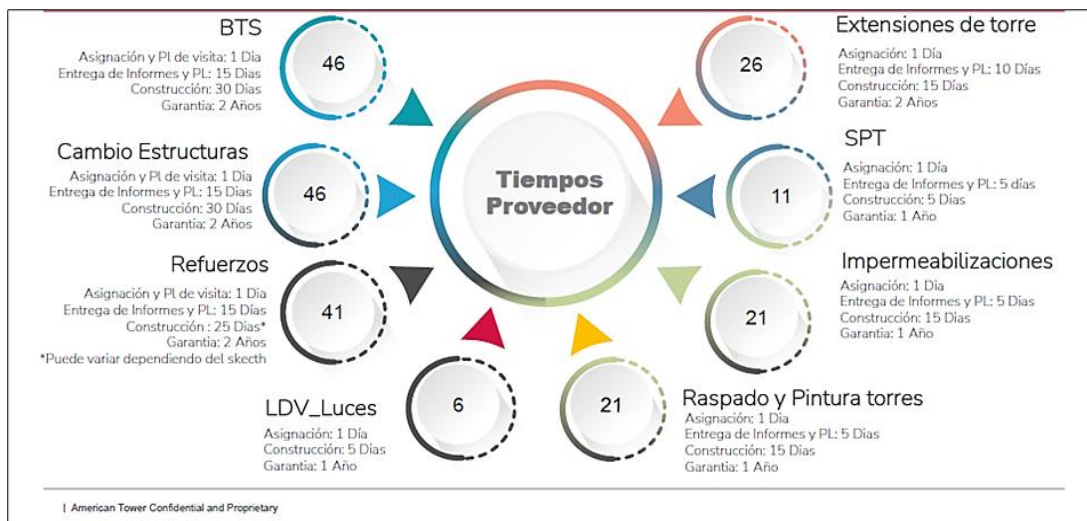 BTS
Asignación y Pl de visita: 1 Dia
Entrega de Informes y PL: 15 Dias
Construcción: 30 Dias
Garantia: 2 Años
46
Cambio Estructuras
Asignación y Pl de visita: 1 Dia
Entrega de Informes y PL: 15 Dias
Construcción: 30 Días
Garantia: 2 Años
46
Refuerzos
Asignación y Pl de visita: 1 Dia
Entrega de Informes y PL: 15 Días
Construcción : 25 Dias*
Garantia: 2 Años
*Puede variar dependiendo del skecth
41
LDV_Luces
Asignación: 1 Día
Construcción: 5 Dias
Garantia: 1 Año
6
Tiempos
Proveedor
Extensiones de torre
Asignación: 1 Día
Entrega de Informes y PL: 10 Dias
Construcción: 15 Días
Garantia: 2 Años
26
SPT
Asignación: 1 Día
Entrega de Informes y PL: 5 días
Construcción: 5 Dias
Garantia: 1 Año
11
Impermeabilizaciones
Asignación: 1 Día
Entrega de Informes y PL: 5 Dias
Construcción: 15 Dias
Garantia: 1 Año
21
Raspado y Pintura torres
Asignación: 1 Dia
Entrega de Informes y PL: 5 Dias
Construcción: 15 Dias
Garantia: 1 Año
21
| American Tower Confidential and Proprietary